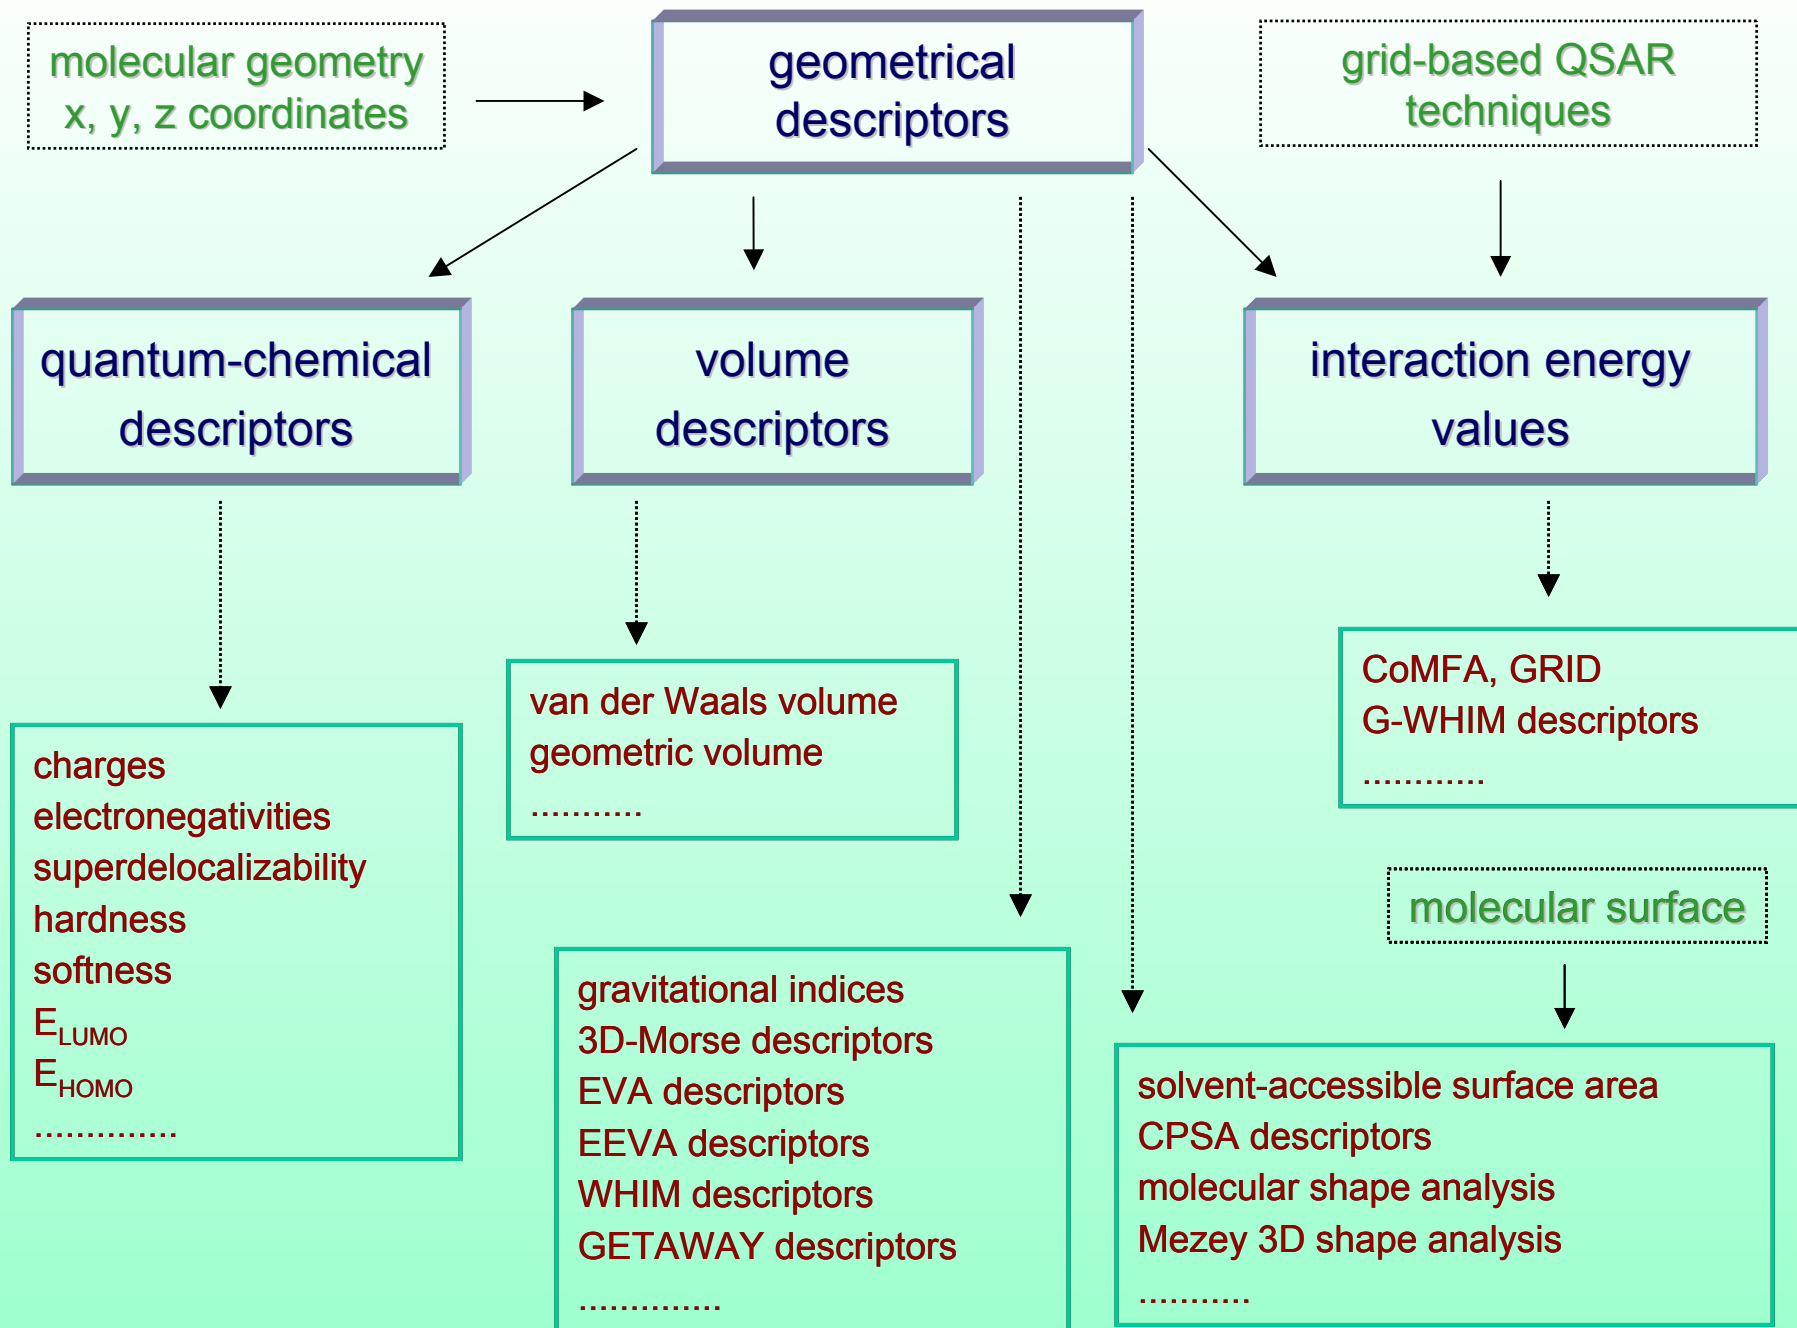 molecular geometry
x, y, z coordinates
geometrical
descriptors
grid-based QSAR
techniques
quantum-chemical
descriptors
volume
descriptors
interaction energy
values
charges
electronegativities
superdelocalizability
hardness
softness
E_LUMO
E_HOMO
..............
van der Waals volume
geometric volume
...........
gravitational indices
3D-Morse descriptors
EVA descriptors
EEVA descriptors
WHIM descriptors
GETAWAY descriptors
..............
CoMFA, GRID
G-WHIM descriptors
............
molecular surface
solvent-accessible surface area
CPSA descriptors
molecular shape analysis
Mezey 3D shape analysis
...........